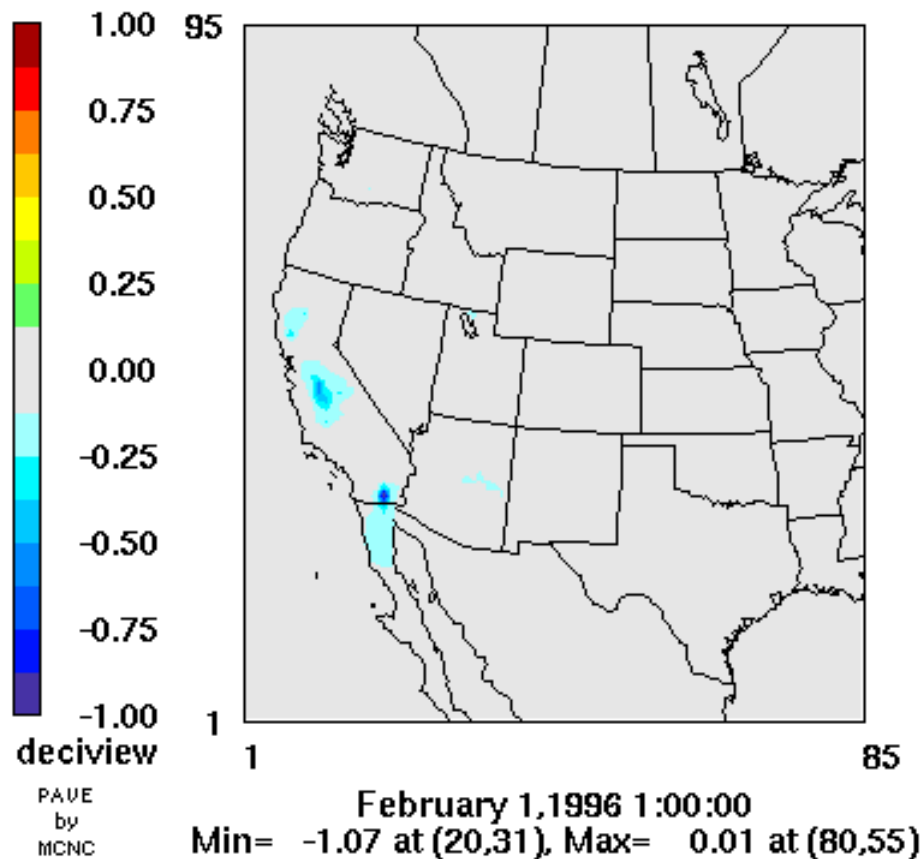 1.00
0.75
0.50
0.25
0.00
-0.25
-0.50
-0.75
-1.00
deciview
PAVE
by
MCNC
95
1
1
85
February 1,1996 1:00:00
Min= -1.07 at (20,31), Max= 0.01 at (80,55)